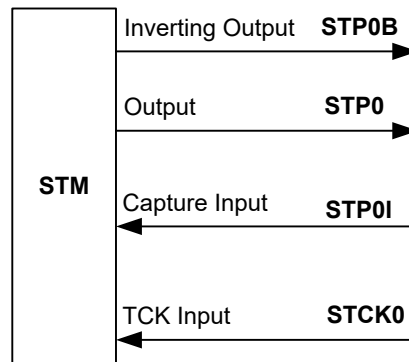 Inverting Output STP0B
Output STP0
STM
Capture Input STP0I
TCK Input STCK0